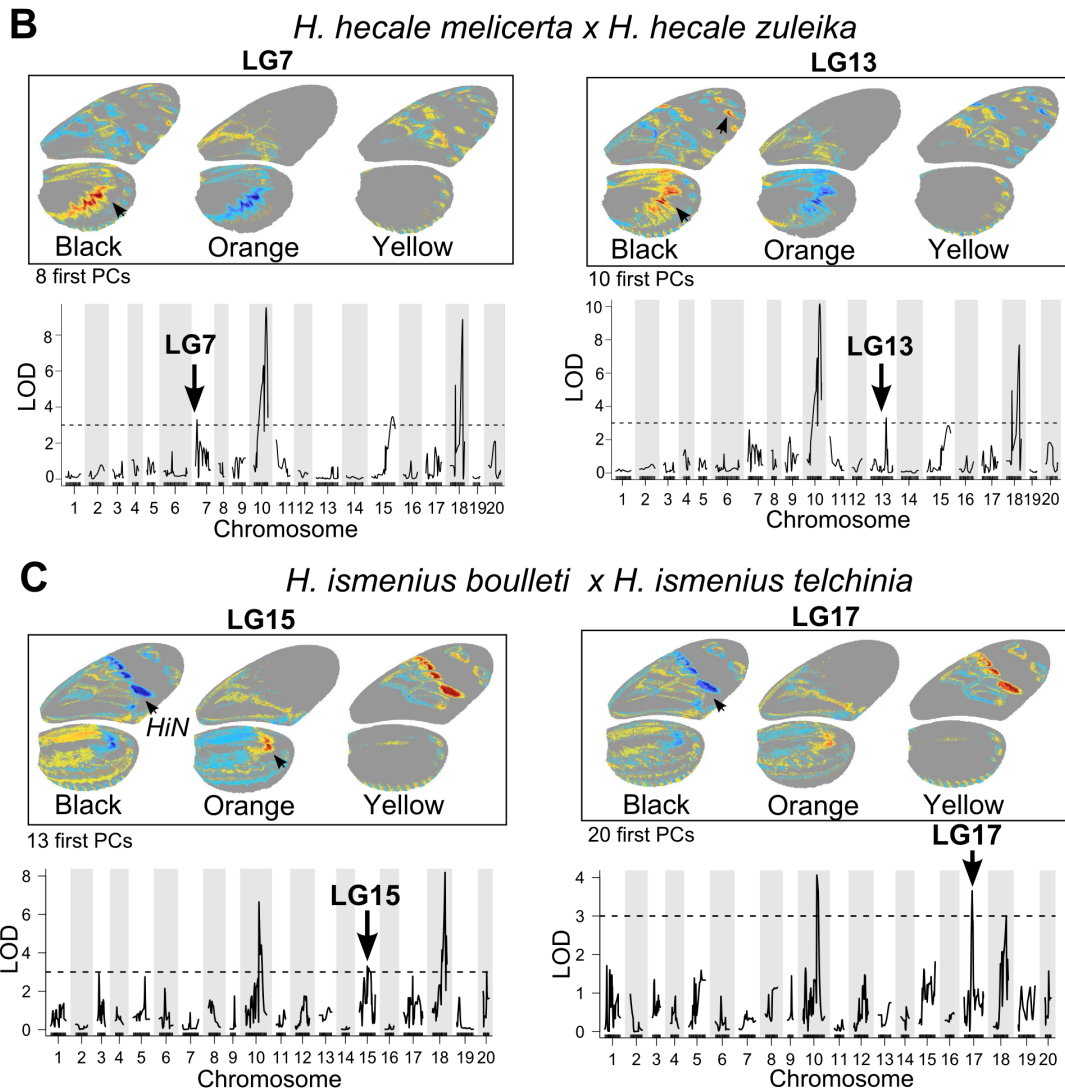 B
H. hecale melicerta x H. hecale zuleika
LG7
Black Orange Yellow
8 first PCs
LOD
8
6
4
2
0
LG7
1 2 3 4 5 6 7 8 9 10 11 12 13 14 15 16 17 18 19 20
Chromosome
LG13
Black Orange Yellow
10 first PCs
LOD
10
8
6
4
2
0
LG13
1 2 3 4 5 6 7 8 9 10 11 12 13 14 15 16 17 18 19 20
Chromosome
C
H. ismenius boulleti x H. ismenius telchinia
LG15
HiN
Black Orange Yellow
13 first PCs
LOD
8
6
4
2
0
LG15
1 2 3 4 5 6 7 8 9 10 11 12 13 14 15 16 17 18 19 20
Chromosome
LG17
Black Orange Yellow
20 first PCs
LOD
4
3
2
1
0
LG17
1 2 3 4 5 6 7 8 9 10 11 12 13 14 15 16 17 18 19 20
Chromosome